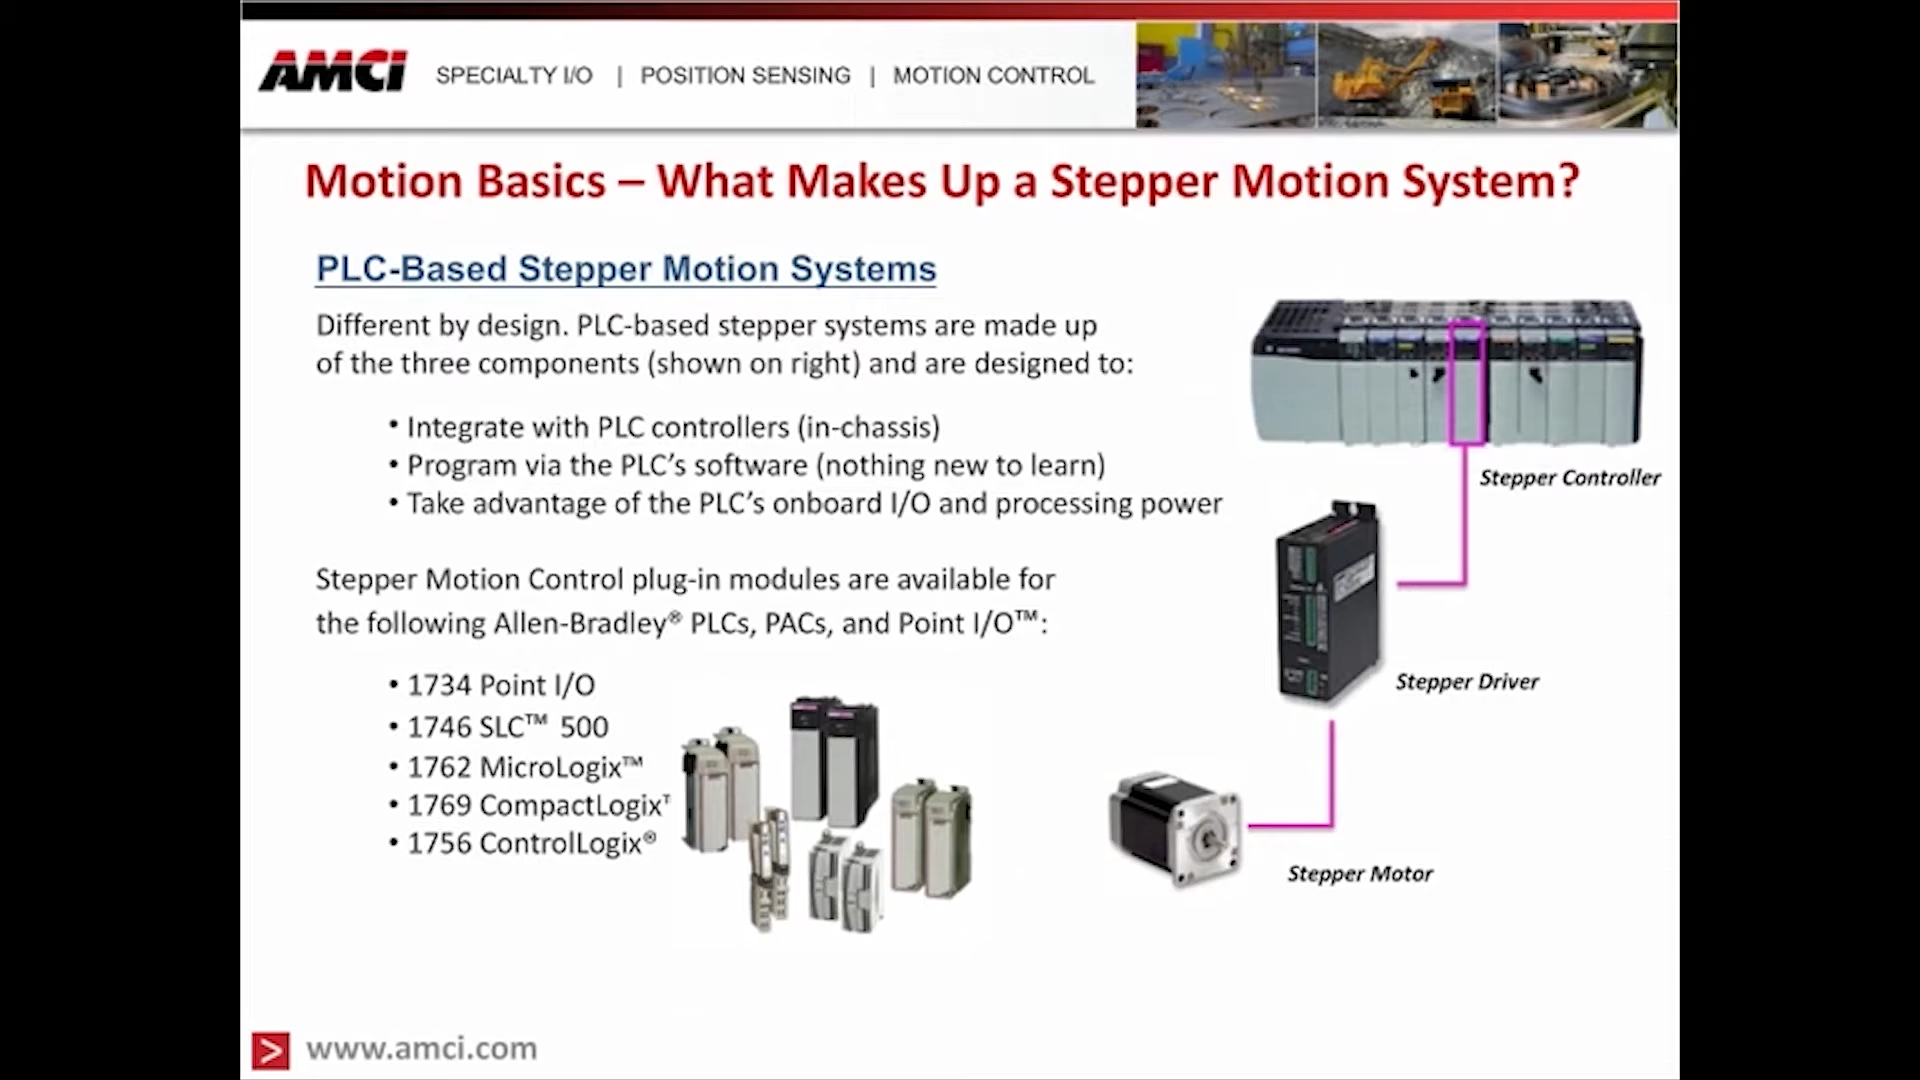 AMCI SPECIALTY I/O | POSITION SENSING | MOTION CONTROL
Motion Basics – What Makes Up a Stepper Motion System?
PLC-Based Stepper Motion Systems
Different by design. PLC-based stepper systems are made up
of the three components (shown on right) and are designed to:
• Integrate with PLC controllers (in-chassis)
• Program via the PLC's software (nothing new to learn)
• Take advantage of the PLC's onboard I/O and processing power
Stepper Controller
Stepper Motion Control plug-in modules are available for
the following Allen-Bradley® PLCs, PACs, and Point I/O™:
Stepper Driver
• 1734 Point I/O
• 1746 SLC™ 500
• 1762 MicroLogix™
• 1769 CompactLogix
• 1756 ControlLogix®
Stepper Motor
> www.amci.com